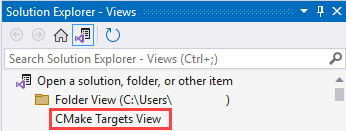 Solution Explorer - Views
Search Solution Explorer - Views (Ctrl+;)
Open a solution, folder, or other item
Folder View (C:\Users\ )
CMake Targets View